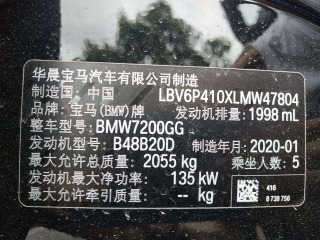 华晨宝马汽车有限公司制造
制造国：中国 LBV6P410XLMW47804
品牌：宝马(BMW)牌 发动机排量：1998 mL
整车型号：BMW7200GG
发动机型号：B48B20D 制造年月：2020-01
最大允许总质量：2055 kg 乘坐人数：5
发动机最大净功率：135 kW
最大允许牵引质量：-- kg
416
8 738 756